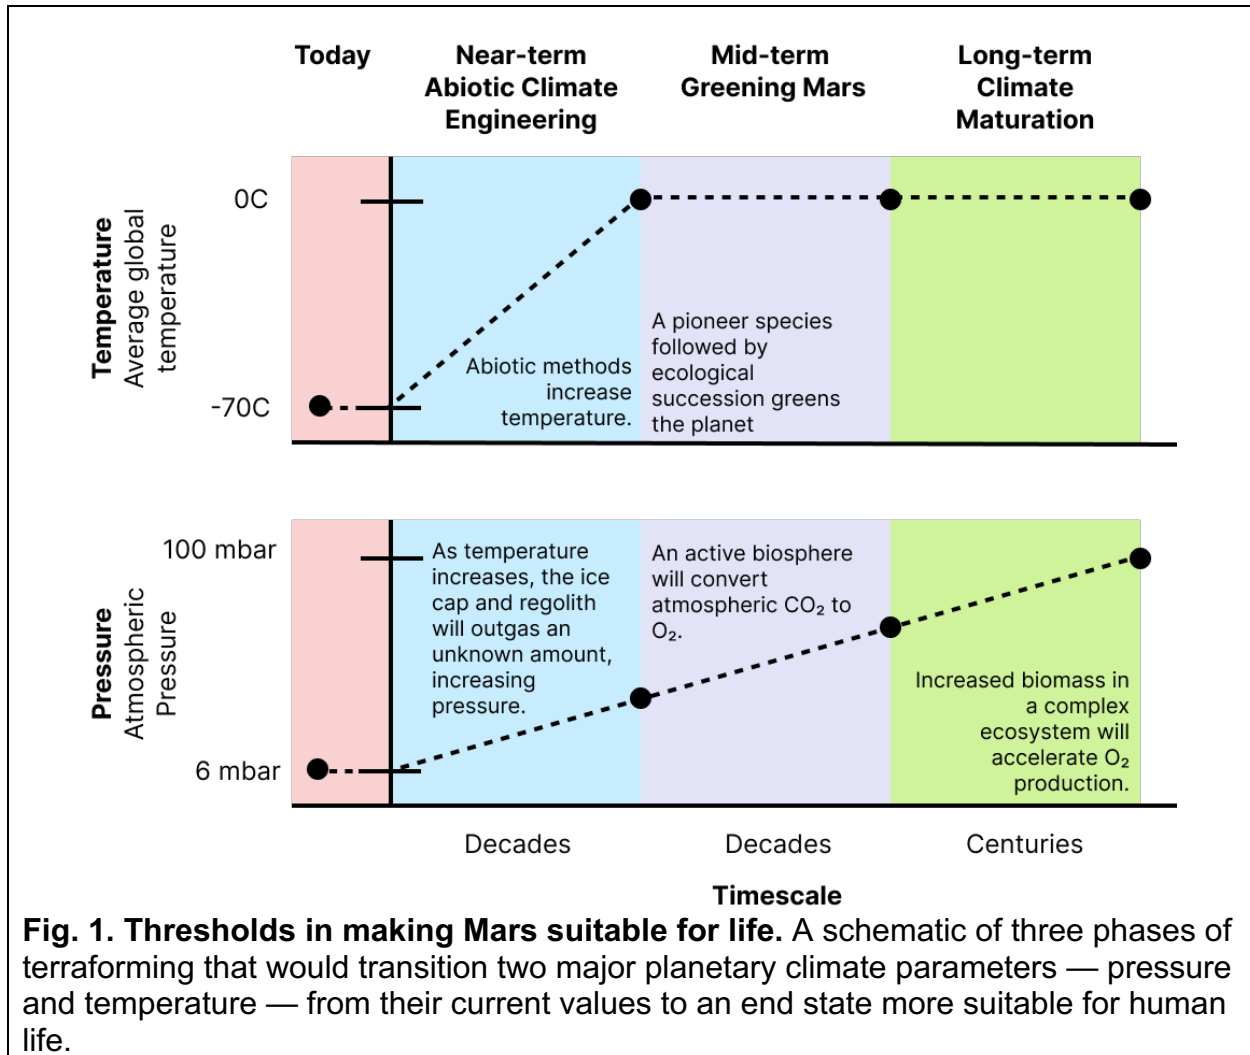 Today
Near-term
Abiotic Climate
Engineering
Mid-term
Greening Mars
Long-term
Climate
Maturation
Temperature
Average global
temperature
0C
-70C
Abiotic methods
increase
temperature.
A pioneer species
followed by
ecological
succession greens
the planet
Pressure
Atmospheric
Pressure
100 mbar
6 mbar
As temperature
increases, the ice
cap and regolith
will outgas an
unknown amount,
increasing
pressure.
An active biosphere
will convert
atmospheric CO₂ to
O₂.
Increased biomass in
a complex
ecosystem will
accelerate O₂
production.
Decades
Decades
Centuries
Timescale
Fig. 1. Thresholds in making Mars suitable for life. A schematic of three phases of
terraforming that would transition two major planetary climate parameters — pressure
and temperature — from their current values to an end state more suitable for human
life.